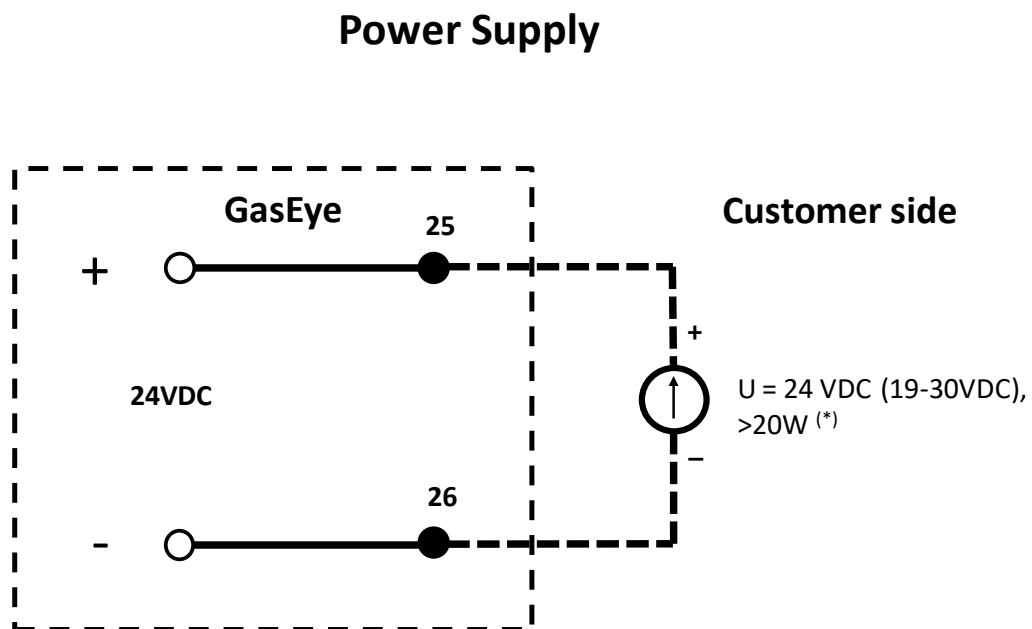 Power Supply
GasEye
Customer side
25
+
+
24VDC
U = 24 VDC (19-30VDC),
>20W (*)
–
26
-